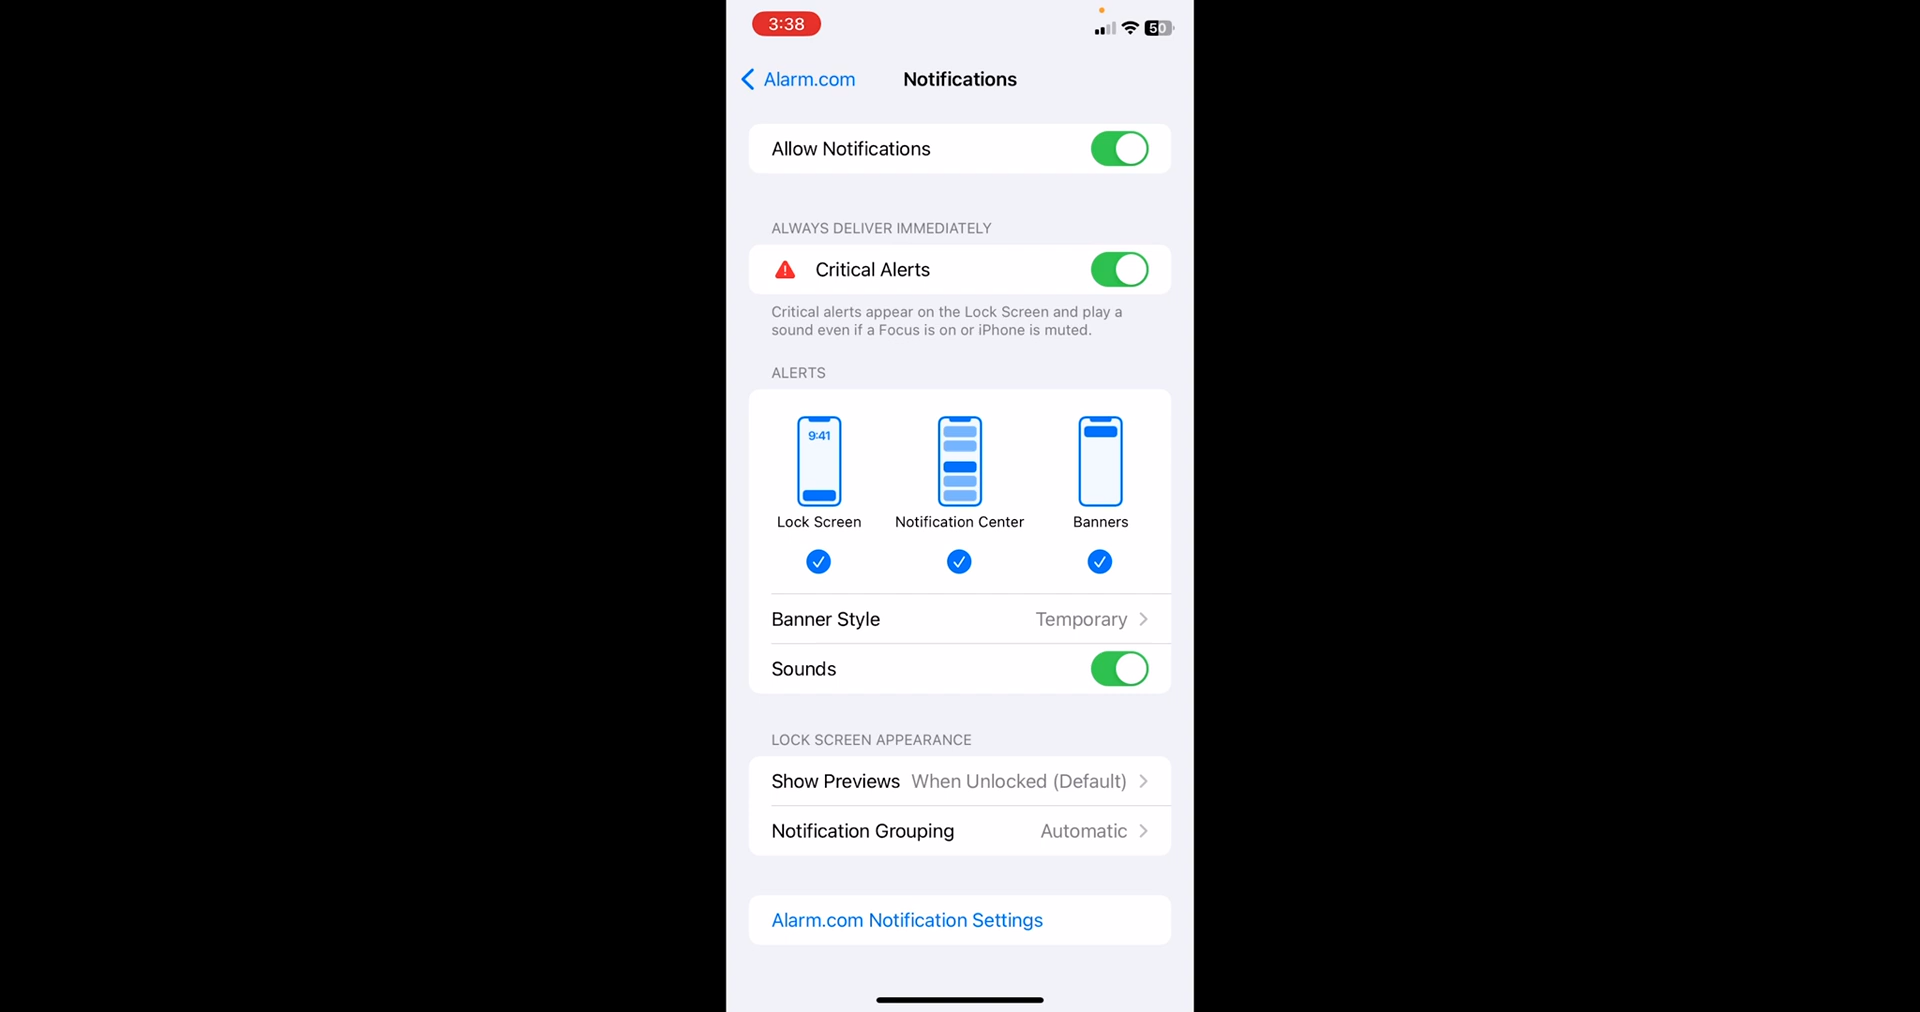 3:38
50
Alarm.com
Notifications
Allow Notifications
ALWAYS DELIVER IMMEDIATELY
Critical Alerts
Critical alerts appear on the Lock Screen and play a
sound even if a Focus is on or iPhone is muted.
ALERTS
9:41
Lock Screen
Notification Center
Banners
Banner Style
Temporary
Sounds
LOCK SCREEN APPEARANCE
Show Previews
When Unlocked (Default)
Notification Grouping
Automatic
Alarm.com Notification Settings